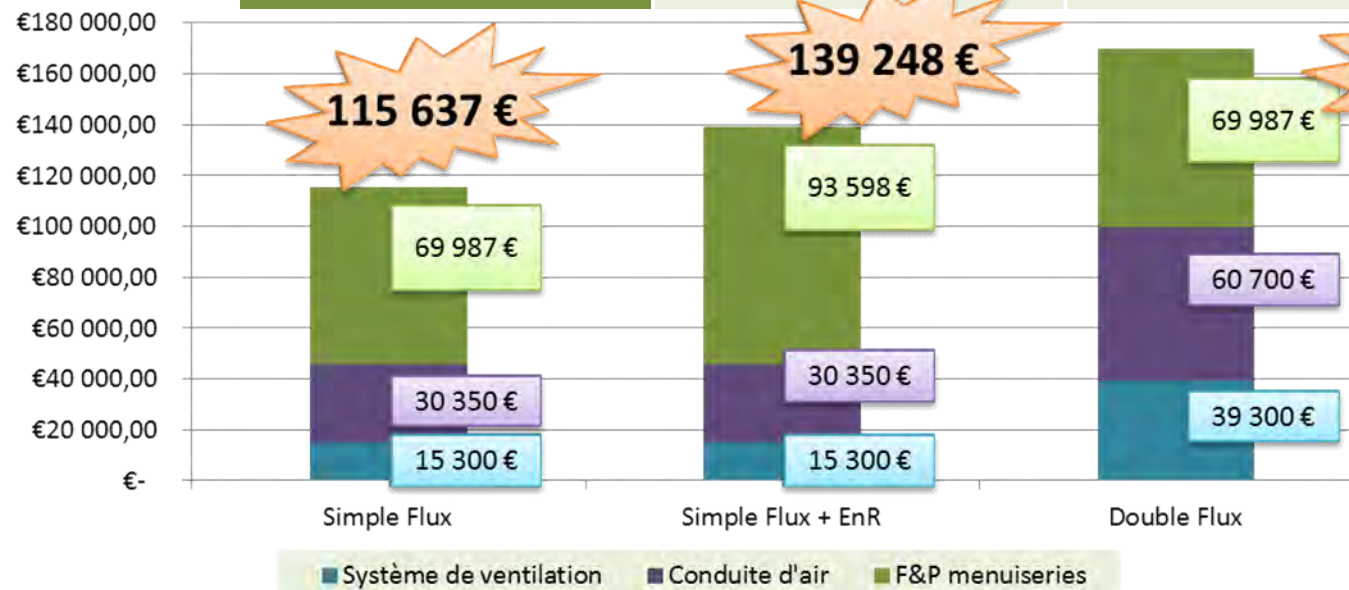 €180 000,00
€160 000,00
€140 000,00
€120 000,00
€100 000,00
€80 000,00
€60 000,00
€40 000,00
€20 000,00
€-
115 637 €
69 987 €
30 350 €
15 300 €
139 248 €
93 598 €
30 350 €
15 300 €
69 987 €
60 700 €
39 300 €
Simple Flux
Simple Flux + EnR
Double Flux
Système de ventilation
Conduite d'air
F&P menuiseries